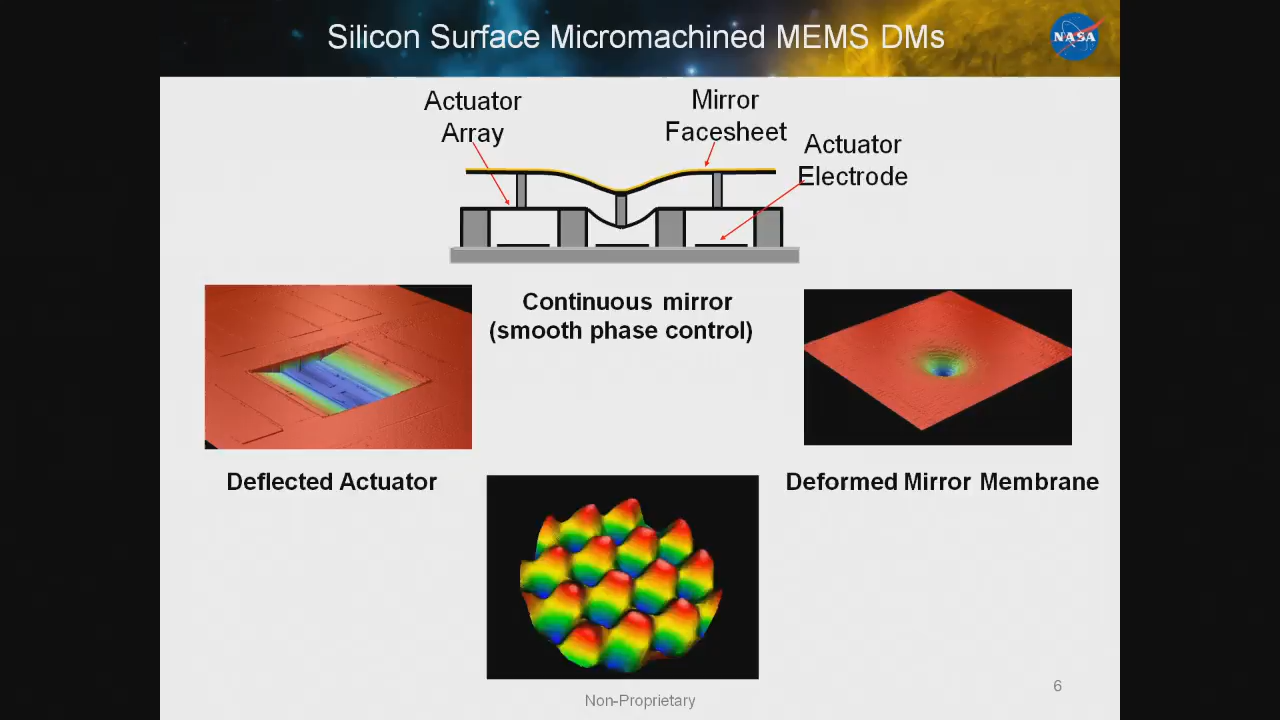 Silicon Surface Micromachined MEMS DMs
NASA
Actuator
Array
Mirror
Facesheet
Actuator
Electrode
Continuous mirror
(smooth phase control)
Deflected Actuator
Deformed Mirror Membrane
Non-Proprietary
6